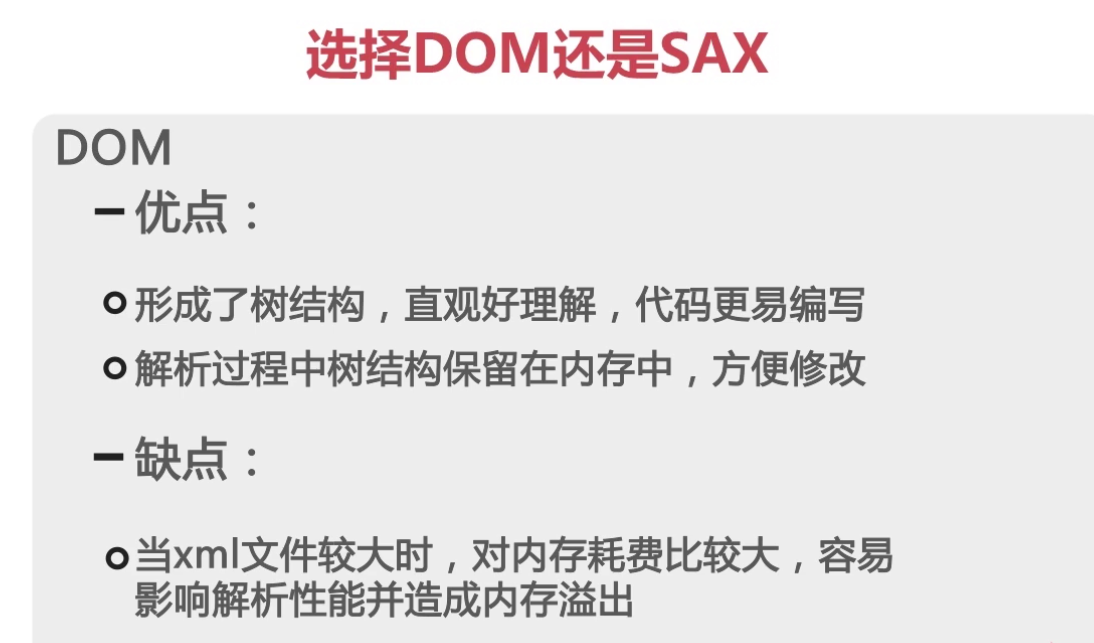 选择DOM还是SAX
DOM
– 优点：
形成了树结构，直观好理解，代码更易编写
解析过程中树结构保留在内存中，方便修改
– 缺点：
当xml文件较大时，对内存耗费比较大，容易
影响解析性能并造成内存溢出